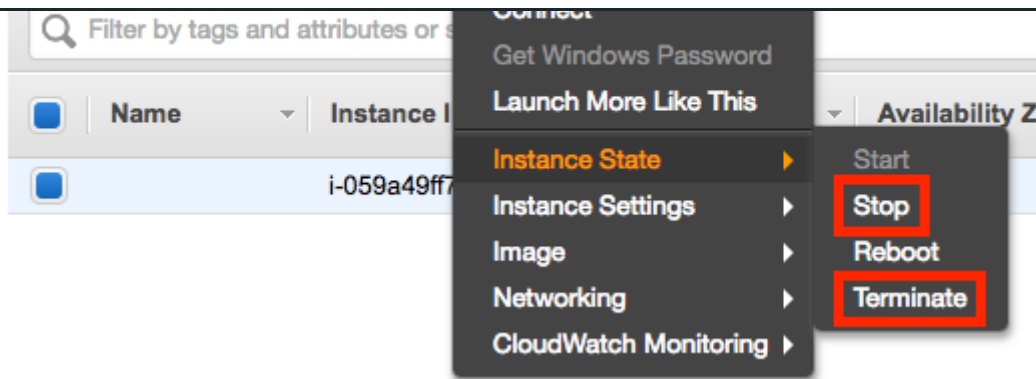 Connect
Filter by tags and attributes or s
Get Windows Password
Launch More Like This
Name
Instance I
Availability Z
Instance State
Start
i-059a49ff7
Instance Settings
Stop
Image
Reboot
Networking
Terminate
CloudWatch Monitoring